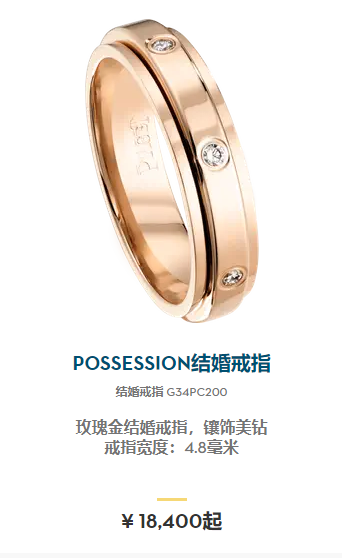 PIAGET
POSSESSION结婚戒指
结婚戒指 G34PC200
玫瑰金结婚戒指，镶饰美钻
戒指宽度：4.8毫米
¥ 18,400起